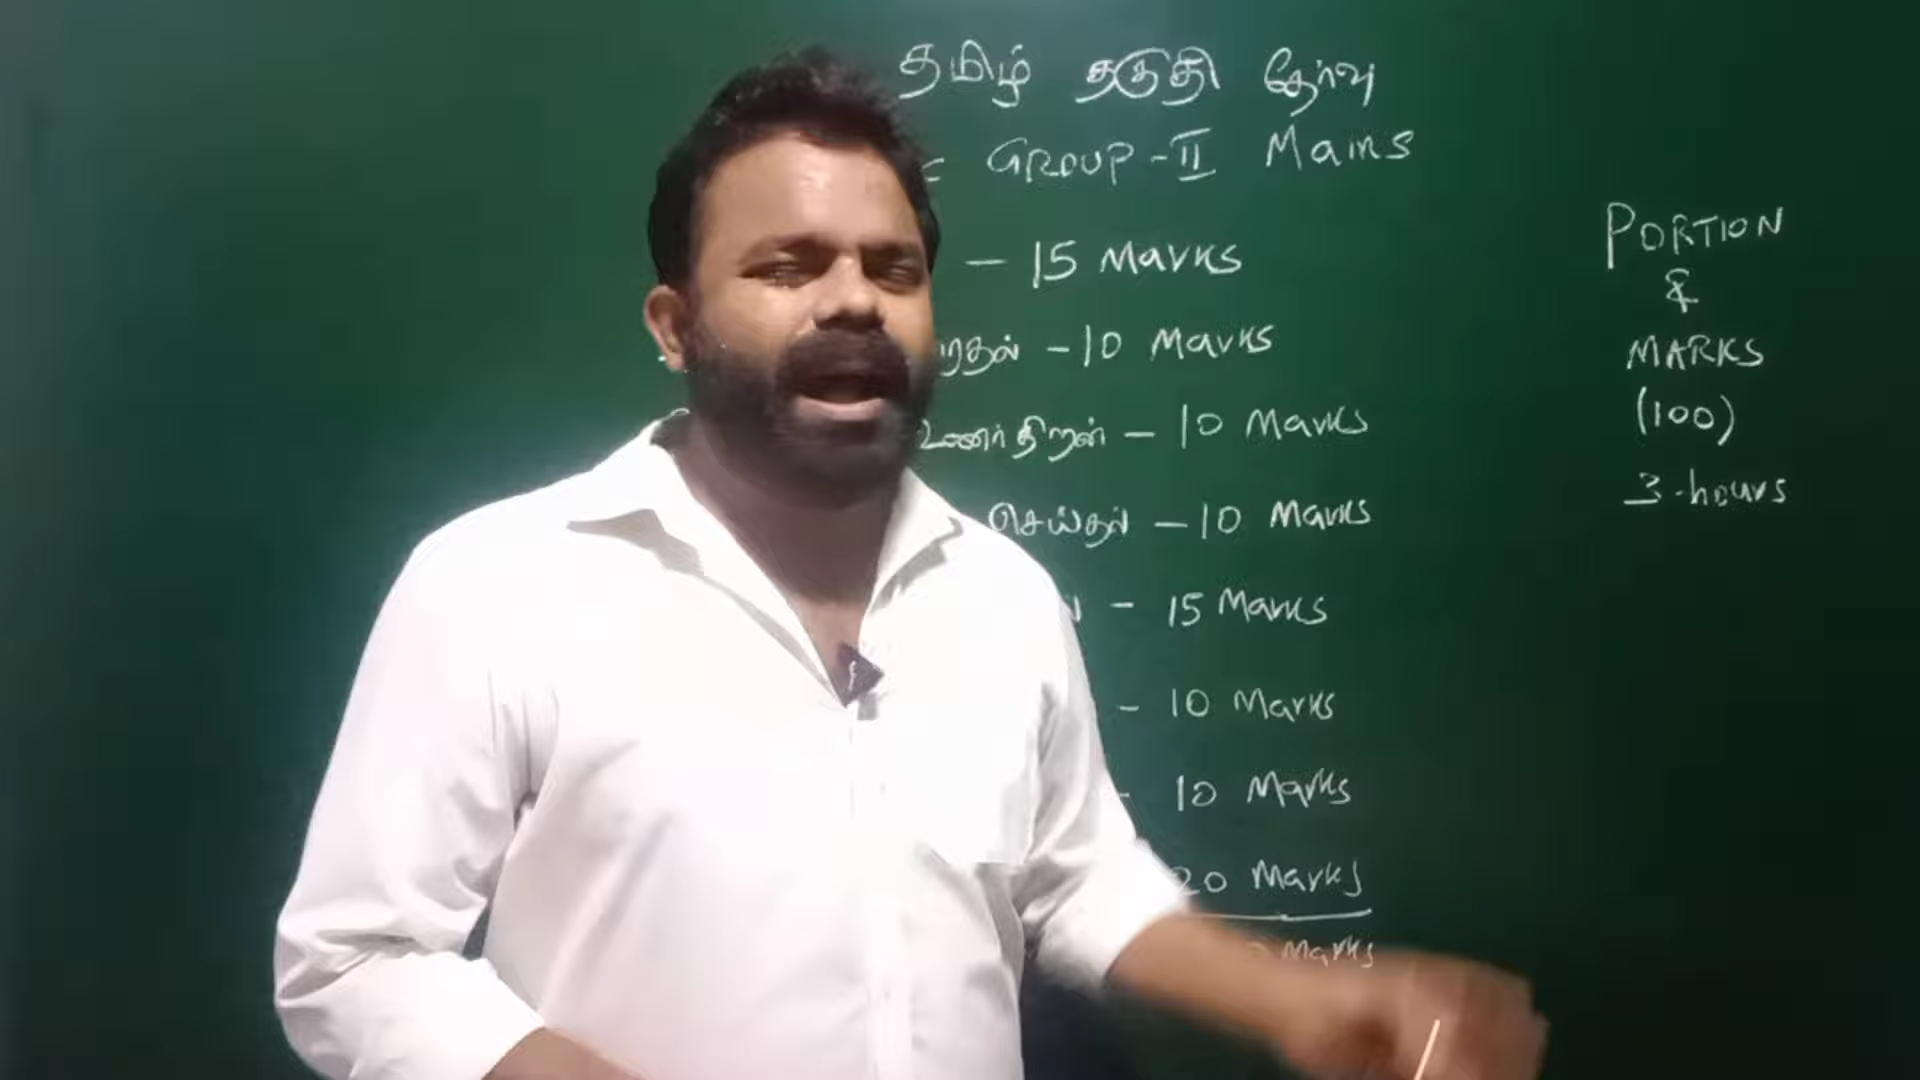 தமிழ் தகுதி தேர்வு
GROUP-II Mains
- 15 Marks
- 10 Marks
உணர்திறன் - 10 Marks
செய்தல் - 10 Marks
- 15 Marks
- 10 Marks
- 10 Marks
20 Marks
Marks
PORTION
&
MARKS
(100)
3-hours